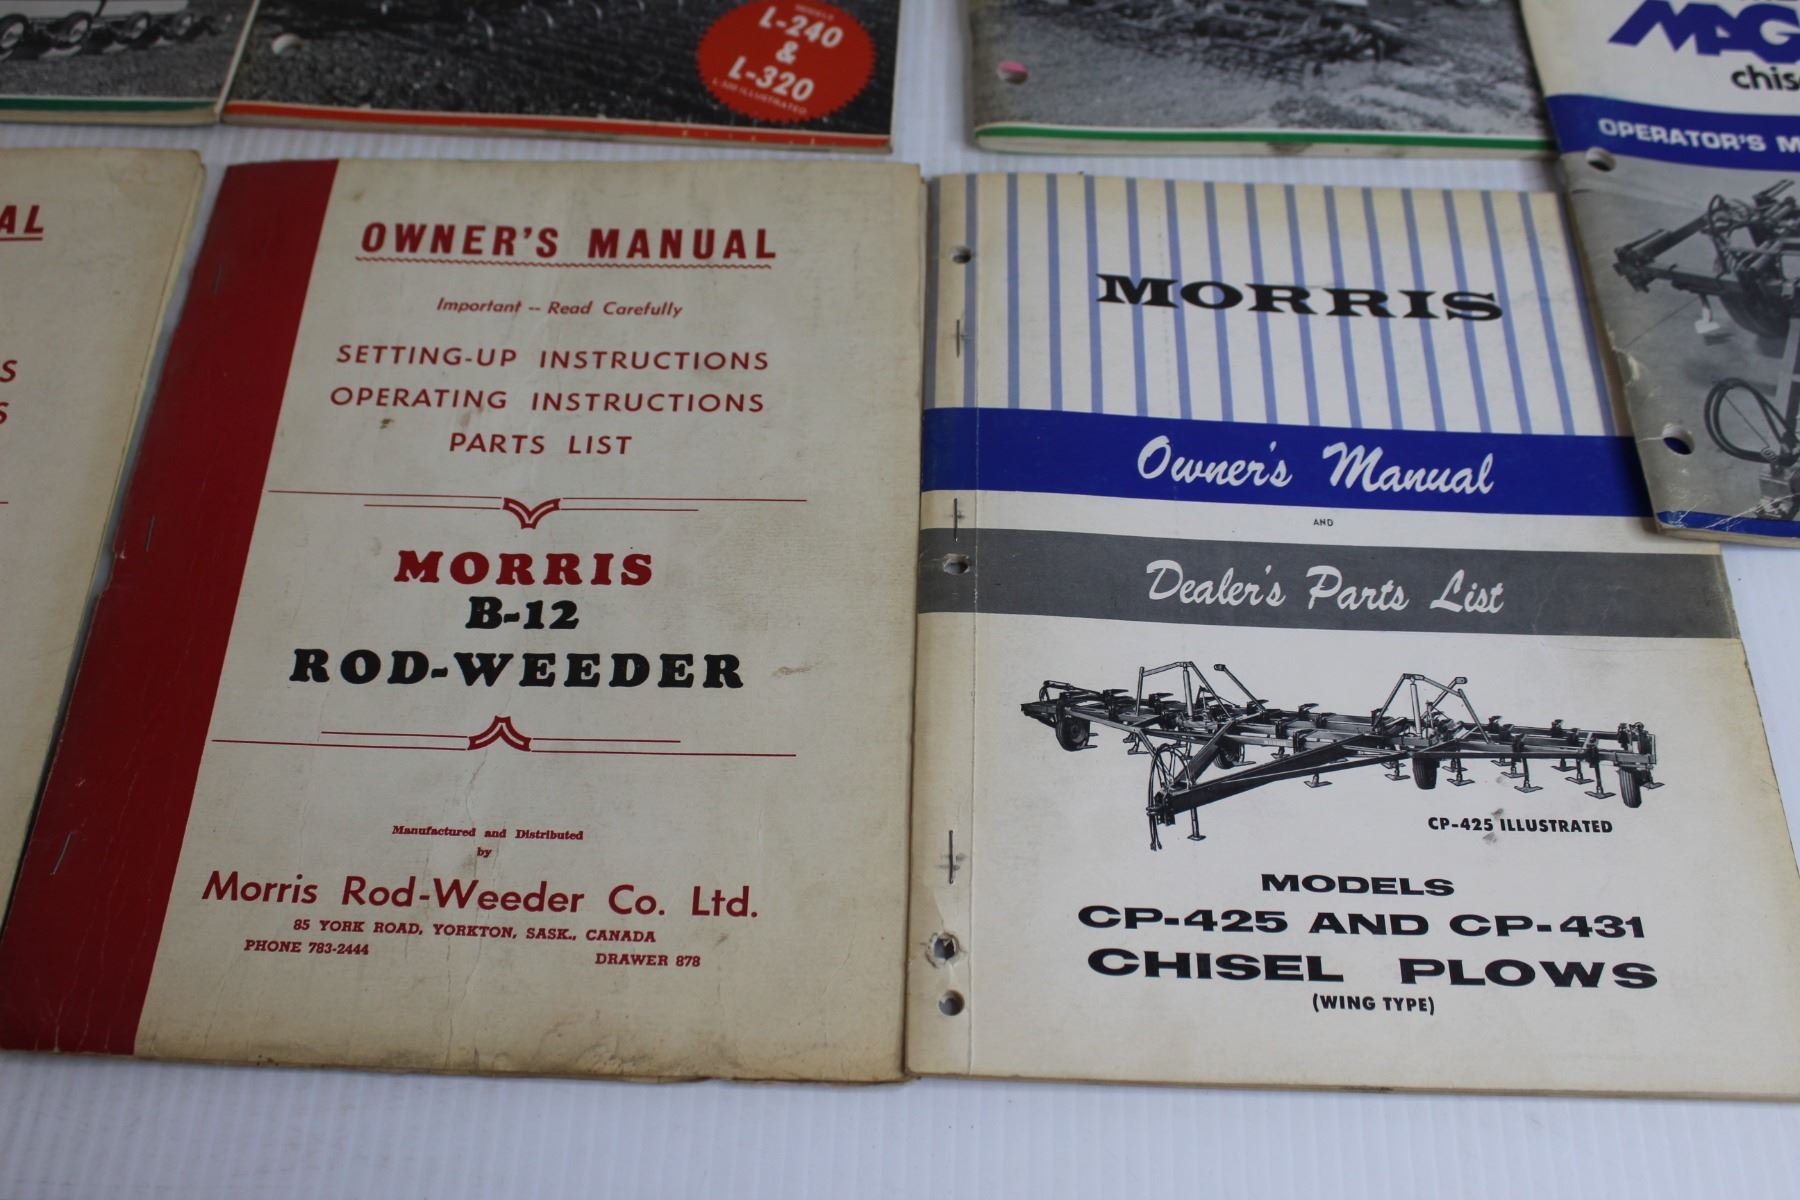 MODELS
L-240
&
L-320
L-320 ILLUSTRATED
chis
OPERATOR'S M
AL
S
S
OWNER'S MANUAL
Important -- Read Carefully
SETTING-UP INSTRUCTIONS
OPERATING INSTRUCTIONS
PARTS LIST
MORRIS
B-12
ROD-WEEDER
Manufactured and Distributed
by
Morris Rod-Weeder Co. Ltd.
85 YORK ROAD, YORKTON, SASK., CANADA
PHONE 783-2444 DRAWER 878
MORRIS
Owner's Manual
AND
Dealer's Parts List
CP-425 ILLUSTRATED
MODELS
CP-425 AND CP-431
CHISEL PLOWS
(WING TYPE)